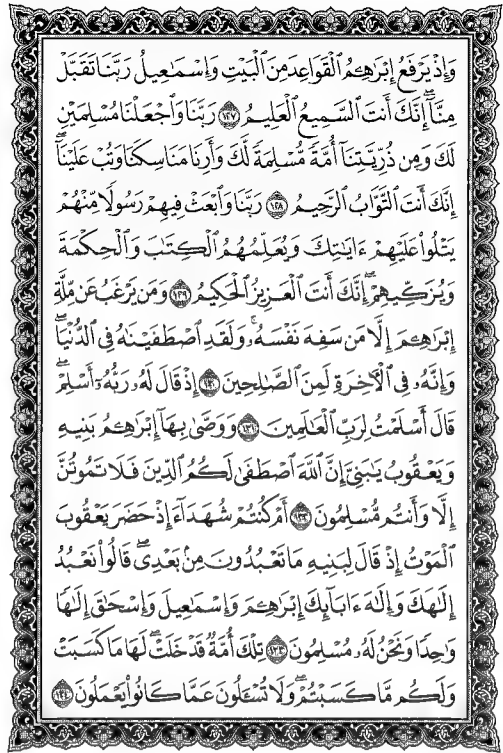 وَإِذْ يَرْفَعُ إِبْرَٰهِـۧمُ ٱلْقَوَاعِدَ مِنَ ٱلْبَيْتِ وَإِسْمَٰعِيلُ رَبَّنَا تَقَبَّلْ
مِنَّآ ۖ إِنَّكَ أَنتَ ٱلسَّمِيعُ ٱلْعَلِيمُ ١٢٧ رَبَّنَا وَٱجْعَلْنَا مُسْلِمَيْنِ
لَكَ وَمِن ذُرِّيَّتِنَآ أُمَّةً مُّسْلِمَةً لَّكَ وَأَرِنَا مَنَاسِكَنَا وَتُبْ عَلَيْنَآ ۖ
إِنَّكَ أَنتَ ٱلتَّوَّابُ ٱلرَّحِيمُ ١٢٨ رَبَّنَا وَٱبْعَثْ فِيهِمْ رَسُولًا مِّنْهُمْ
يَتْلُوا۟ عَلَيْهِمْ ءَايَٰتِكَ وَيُعَلِّمُهُمُ ٱلْكِتَٰبَ وَٱلْحِكْمَةَ
وَيُزَكِّيهِمْ ۚ إِنَّكَ أَنتَ ٱلْعَزِيزُ ٱلْحَكِيمُ ١٢٩ وَمَن يَرْغَبُ عَن مِّلَّةِ
إِبْرَٰهِـۧمَ إِلَّا مَن سَفِهَ نَفْسَهُۥ ۚ وَلَقَدِ ٱصْطَفَيْنَٰهُ فِى ٱلدُّنْيَا ۖ
وَإِنَّهُۥ فِى ٱلْءَاخِرَةِ لَمِنَ ٱلصَّٰلِحِينَ ١٣٠ إِذْ قَالَ لَهُۥ رَبُّهُۥٓ أَسْلِمْ ۖ
قَالَ أَسْلَمْتُ لِرَبِّ ٱلْعَٰلَمِينَ ١٣١ وَوَصَّىٰ بِهَآ إِبْرَٰهِـۧمُ بَنِيهِ
وَيَعْقُوبُ يَٰبَنِىَّ إِنَّ ٱللَّهَ ٱصْطَفَىٰ لَكُمُ ٱلدِّينَ فَلَا تَمُوتُنَّ
إِلَّا وَأَنتُم مُّسْلِمُونَ ١٣٢ أَمْ كُنتُمْ شُهَدَآءَ إِذْ حَضَرَ يَعْقُوبَ
ٱلْمَوْتُ إِذْ قَالَ لِبَنِيهِ مَا تَعْبُدُونَ مِنۢ بَعْدِى ۖ قَالُوا۟ نَعْبُدُ
إِلَٰهَكَ وَإِلَٰهَ ءَابَآئِكَ إِبْرَٰهِـۧمَ وَإِسْمَٰعِيلَ وَإِسْحَٰقَ إِلَٰهًا
وَٰحِدًا وَنَحْنُ لَهُۥ مُسْلِمُونَ ١٣٣ تِلْكَ أُمَّةٌ قَدْ خَلَتْ ۖ لَهَا مَا كَسَبَتْ
وَلَكُم مَّا كَسَبْتُمْ ۖ وَلَا تُسْـَٔلُونَ عَمَّا كَانُوا۟ يَعْمَلُونَ ١٣٤